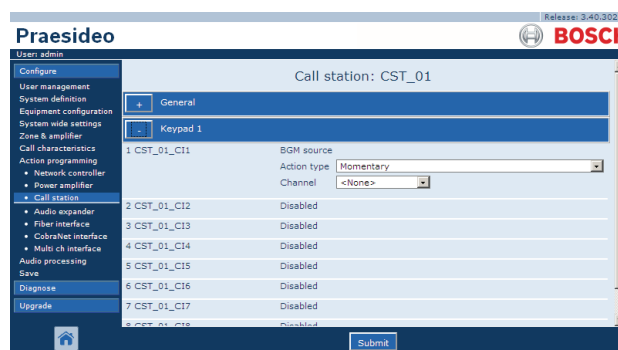 Release: 3.40.302
Praesideo
BOSCH
User: admin
Configure
User management
System definition
Equipment configuration
System wide settings
Zone & amplifier
Call characteristics
Action programming
• Network controller
• Power amplifier
• Call station
• Audio expander
• Fiber interface
• CobraNet interface
• Multi ch interface
Audio processing
Save
Diagnose
Upgrade
Call station: CST_01
+ General
- Keypad 1
1 CST_01_CI1 BGM source
Action type Momentary
Channel <None>
2 CST_01_CI2 Disabled
3 CST_01_CI3 Disabled
4 CST_01_CI4 Disabled
5 CST_01_CI5 Disabled
6 CST_01_CI6 Disabled
7 CST_01_CI7 Disabled
8 CST_01_CI8 Disabled
Submit